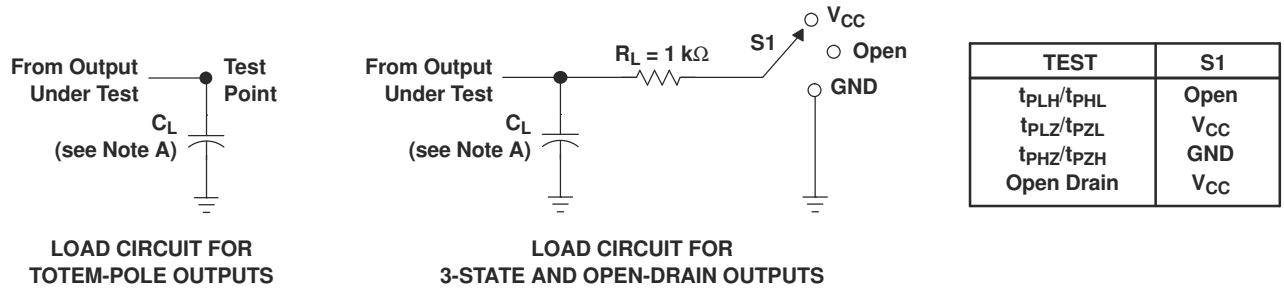 From Output
Under Test
Test
Point
C_L
(see Note A)
LOAD CIRCUIT FOR
TOTEM-POLE OUTPUTS
From Output
Under Test
C_L
(see Note A)
R_L = 1 kΩ
S1
V_CC
Open
GND
LOAD CIRCUIT FOR
3-STATE AND OPEN-DRAIN OUTPUTS
TEST S1
t_PLH/t_PHL Open
t_PLZ/t_PZL V_CC
t_PHZ/t_PZH GND
Open Drain V_CC